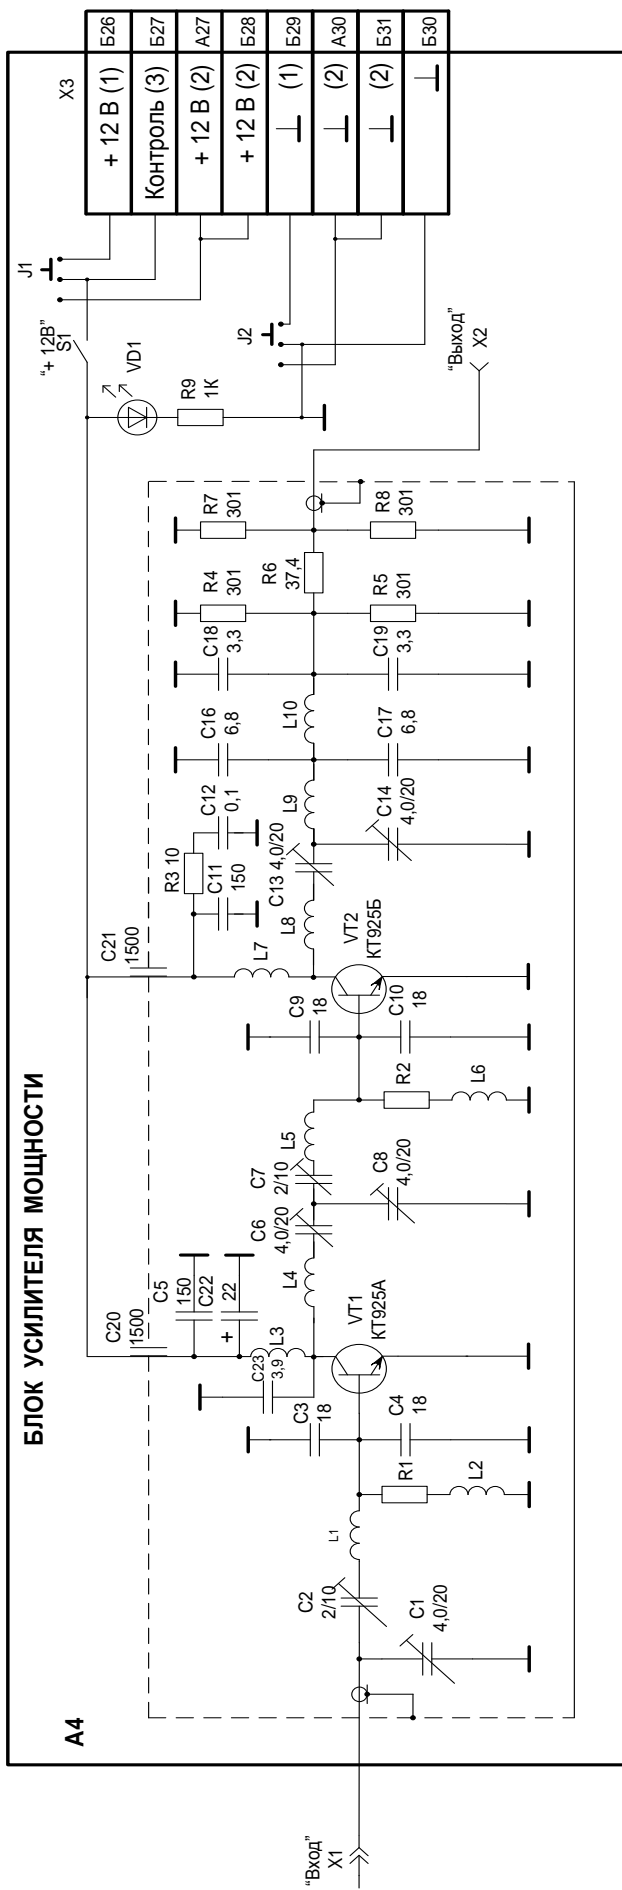 БЛОК УСИЛИТЕЛЯ МОЩНОСТИ
А4
"Вход"
X1
C1
4,0/20
C2
2/10
L1
R1
L2
C3
18
C4
18
C23
3,9
L3
C20
1500
C5
150
C22
22
+
VT1
КТ925А
L4
C6
4,0/20
C7
2/10
C8
4,0/20
L5
R2
L6
C9
18
C10
18
C21
1500
L7
VT2
КТ925Б
R3 10
C11
150
C12
0,1
L8
C13 4,0/20
C14
4,0/20
L9
C16
6,8
C17
6,8
L10
C18
3,3
C19
3,3
R4
301
R5
301
R6
37,4
R7
301
R8
301
"+ 12В"
S1
VD1
R9
1К
J1
J2
"Выход"
X2
X3
+ 12 В (1)
Б26
Контроль (3)
Б27
+ 12 В (2)
А27
+ 12 В (2)
Б28
(1)
Б29
(2)
А30
(2)
Б31
Б30